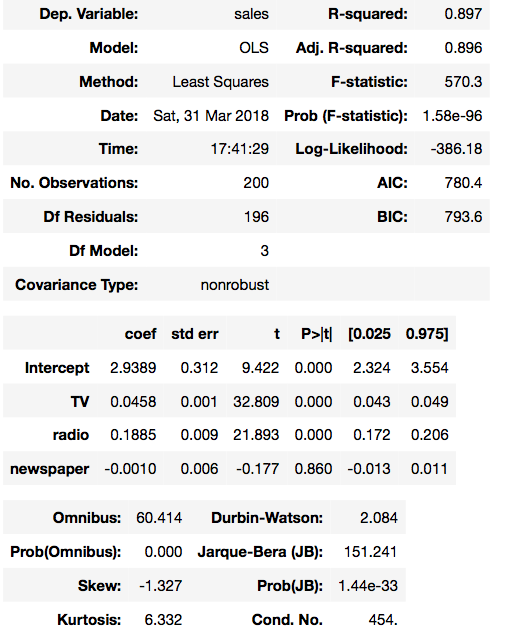 Dep. Variable: sales R-squared: 0.897
Model: OLS Adj. R-squared: 0.896
Method: Least Squares F-statistic: 570.3
Date: Sat, 31 Mar 2018 Prob (F-statistic): 1.58e-96
Time: 17:41:29 Log-Likelihood: -386.18
No. Observations: 200 AIC: 780.4
Df Residuals: 196 BIC: 793.6
Df Model: 3
Covariance Type: nonrobust
coef std err t P>|t| [0.025 0.975]
Intercept 2.9389 0.312 9.422 0.000 2.324 3.554
TV 0.0458 0.001 32.809 0.000 0.043 0.049
radio 0.1885 0.009 21.893 0.000 0.172 0.206
newspaper -0.0010 0.006 -0.177 0.860 -0.013 0.011
Omnibus: 60.414 Durbin-Watson: 2.084
Prob(Omnibus): 0.000 Jarque-Bera (JB): 151.241
Skew: -1.327 Prob(JB): 1.44e-33
Kurtosis: 6.332 Cond. No. 454.